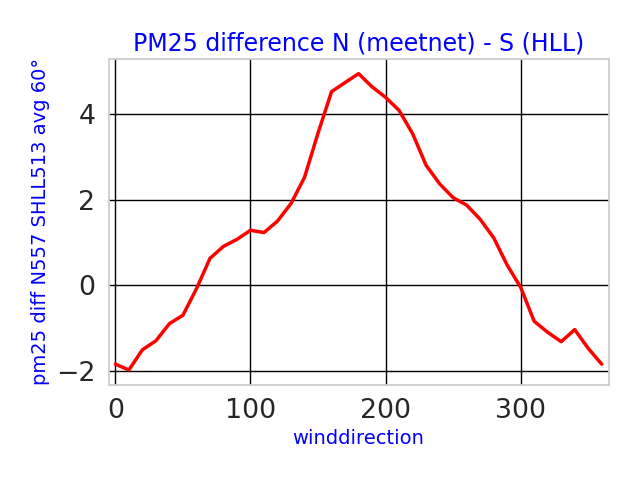 PM25 difference N (meetnet) - S (HLL)
pm25 diff N557 SHLL513 avg 60°
4
2
0
−2
0 100 200 300
winddirection